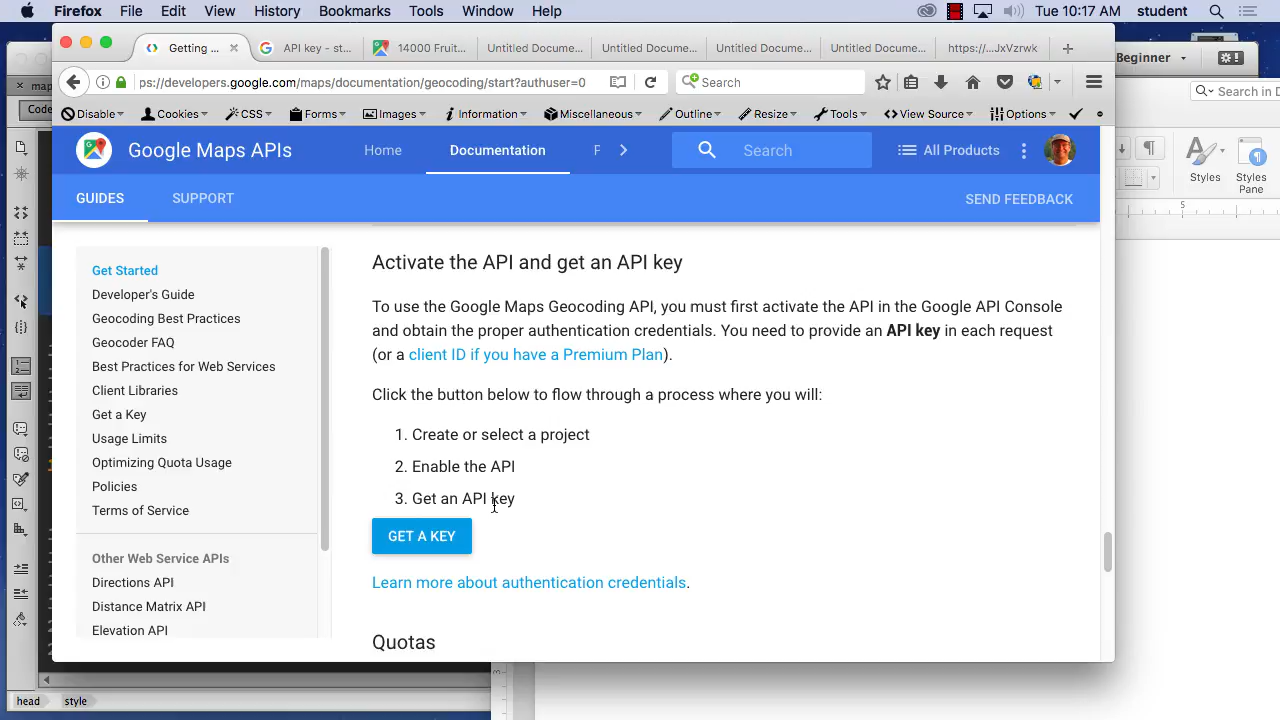 Firefox File Edit View History Bookmarks Tools Window Help Tue 10:17 AM student
Getting ... API key - st... 14000 Fruit... Untitled Docume... Untitled Docume... Untitled Docume... Untitled Docume... https://...JxVzrwk
ps://developers.google.com/maps/documentation/geocoding/start?authuser=0 Search
Disable Cookies CSS Forms Images Information Miscellaneous Outline Resize Tools View Source Options
Google Maps APIs Home Documentation F Search All Products
GUIDES SUPPORT SEND FEEDBACK
Get Started
Developer's Guide
Geocoding Best Practices
Geocoder FAQ
Best Practices for Web Services
Client Libraries
Get a Key
Usage Limits
Optimizing Quota Usage
Policies
Terms of Service
Other Web Service APIs
Directions API
Distance Matrix API
Elevation API
Activate the API and get an API key
To use the Google Maps Geocoding API, you must first activate the API in the Google API Console
and obtain the proper authentication credentials. You need to provide an API key in each request
(or a client ID if you have a Premium Plan).
Click the button below to flow through a process where you will:
1. Create or select a project
2. Enable the API
3. Get an API key
GET A KEY
Learn more about authentication credentials.
Quotas
map
Code
head style
Beginner
Search in D
Styles Styles
Pane
5